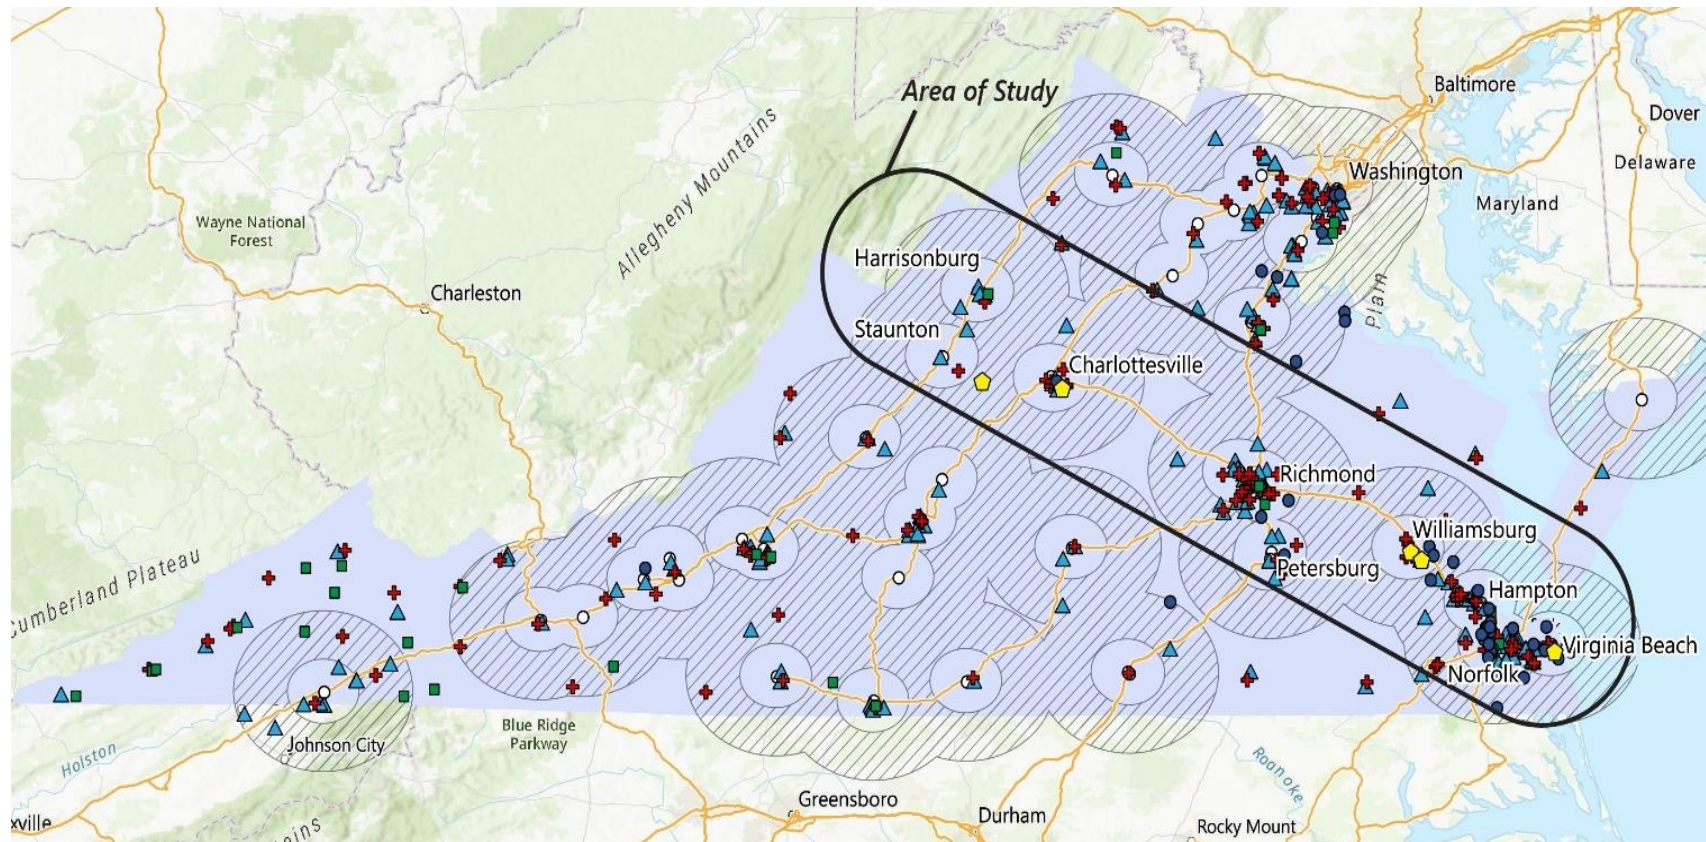 Area of Study
Baltimore
Dover
Washington
Delaware
Maryland
Wayne National
Forest
Allegheny Mountains
Harrisonburg
Charleston
Plain
Staunton
Charlottesville
Richmond
Williamsburg
Petersburg
Hampton
Cumberland Plateau
Virginia Beach
Norfolk
Blue Ridge
Parkway
Johnson City
Holston
Roanoke
Greensboro
Durham
Rocky Mount
xville
ains